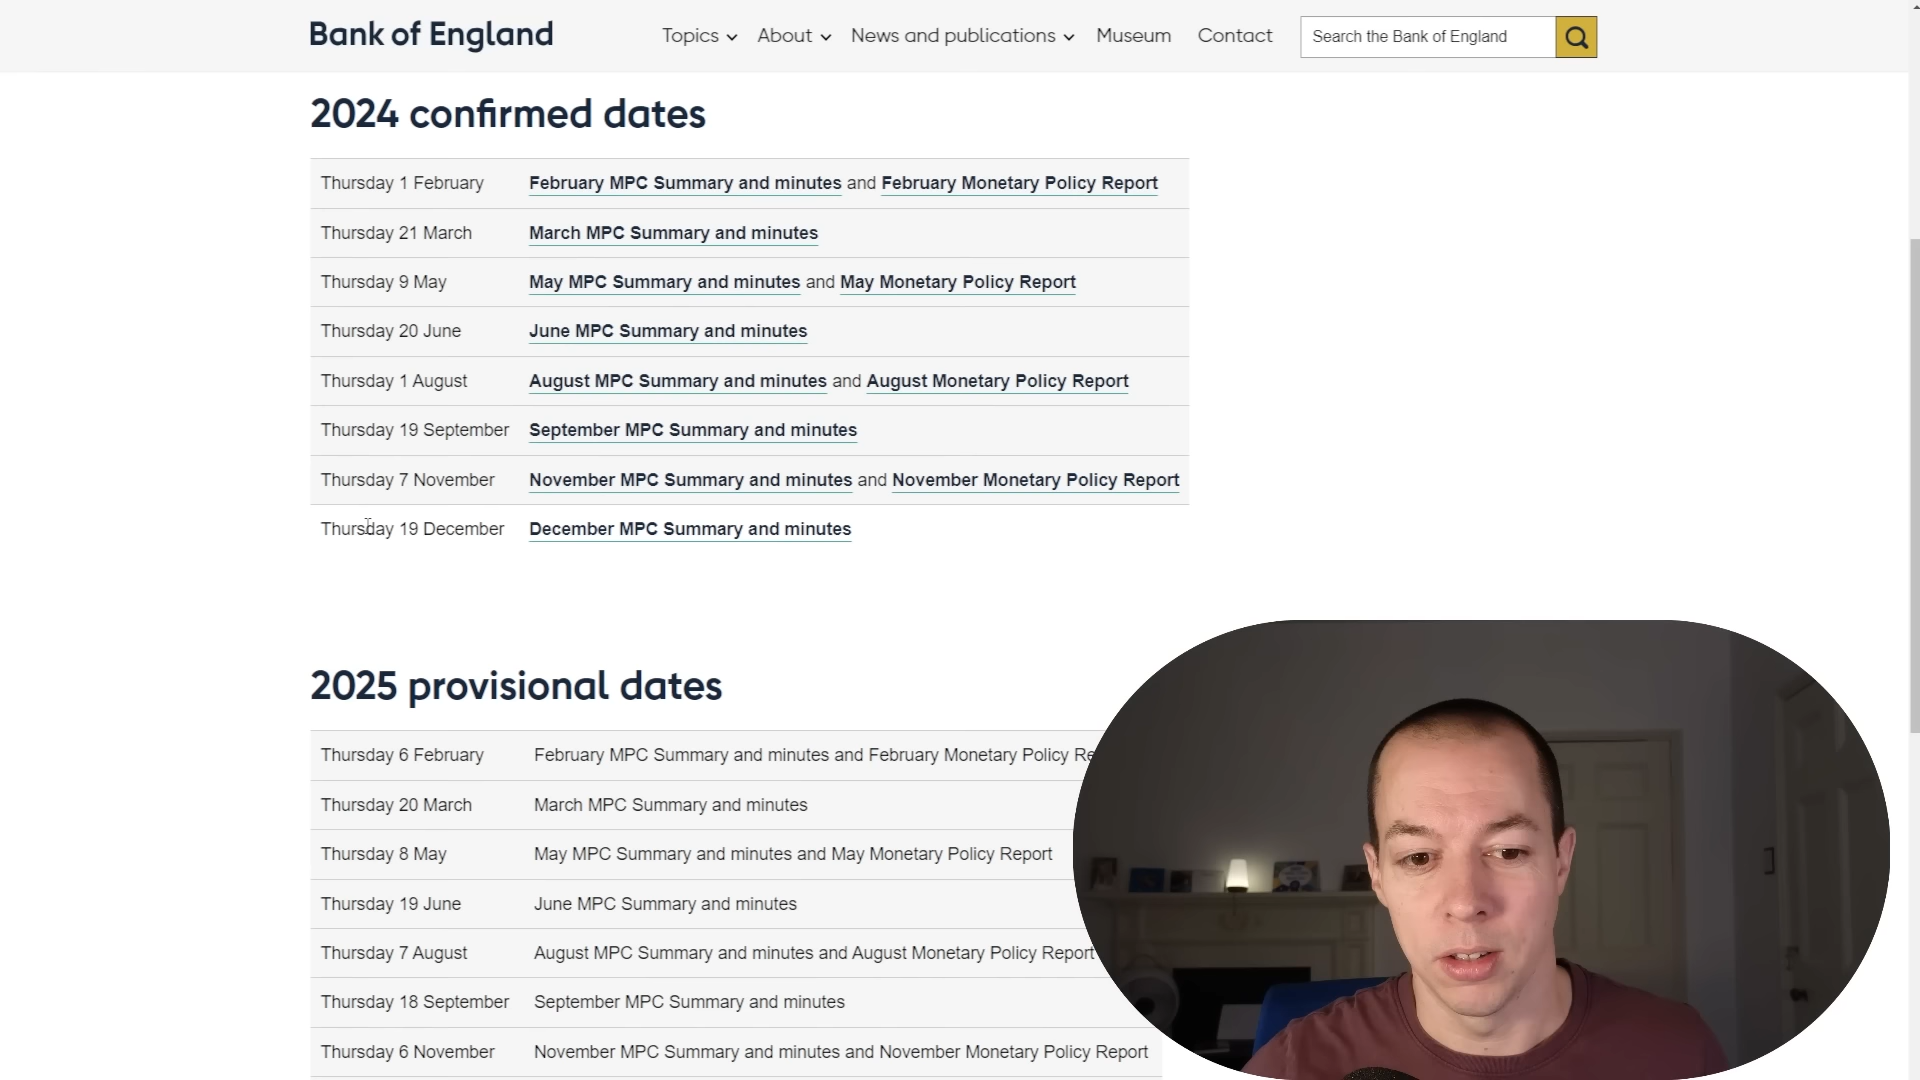 Bank of England
Topics About News and publications Museum Contact Search the Bank of England
2024 confirmed dates
Thursday 1 February February MPC Summary and minutes and February Monetary Policy Report
Thursday 21 March March MPC Summary and minutes
Thursday 9 May May MPC Summary and minutes and May Monetary Policy Report
Thursday 20 June June MPC Summary and minutes
Thursday 1 August August MPC Summary and minutes and August Monetary Policy Report
Thursday 19 September September MPC Summary and minutes
Thursday 7 November November MPC Summary and minutes and November Monetary Policy Report
Thursday 19 December December MPC Summary and minutes
2025 provisional dates
Thursday 6 February February MPC Summary and minutes and February Monetary Policy Re
Thursday 20 March March MPC Summary and minutes
Thursday 8 May May MPC Summary and minutes and May Monetary Policy Report
Thursday 19 June June MPC Summary and minutes
Thursday 7 August August MPC Summary and minutes and August Monetary Policy Report
Thursday 18 September September MPC Summary and minutes
Thursday 6 November November MPC Summary and minutes and November Monetary Policy Report